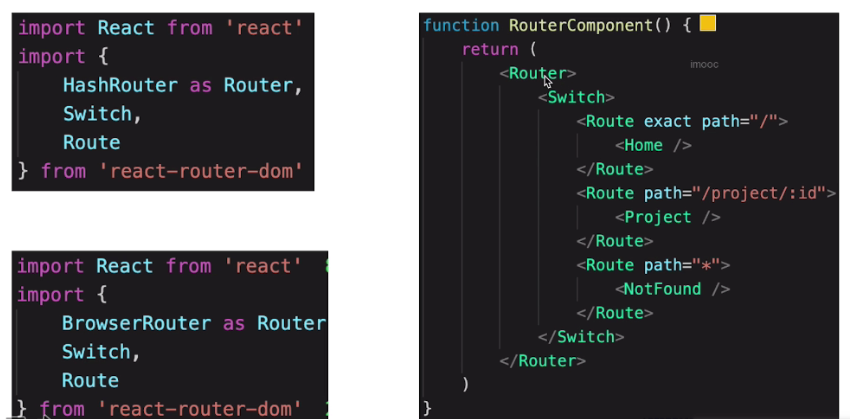 import React from 'react'
import {
    HashRouter as Router,
    Switch,
    Route
} from 'react-router-dom'
import React from 'react'
import {
    BrowserRouter as Router
    Switch,
    Route
} from 'react-router-dom'
function RouterComponent() {
    return (
        <Router>
imooc
            <Switch>
                <Route exact path="/">
                    <Home />
                </Route>
                <Route path="/project/:id">
                    <Project />
                </Route>
                <Route path="*">
                    <NotFound />
                </Route>
            </Switch>
        </Router>
    )
}